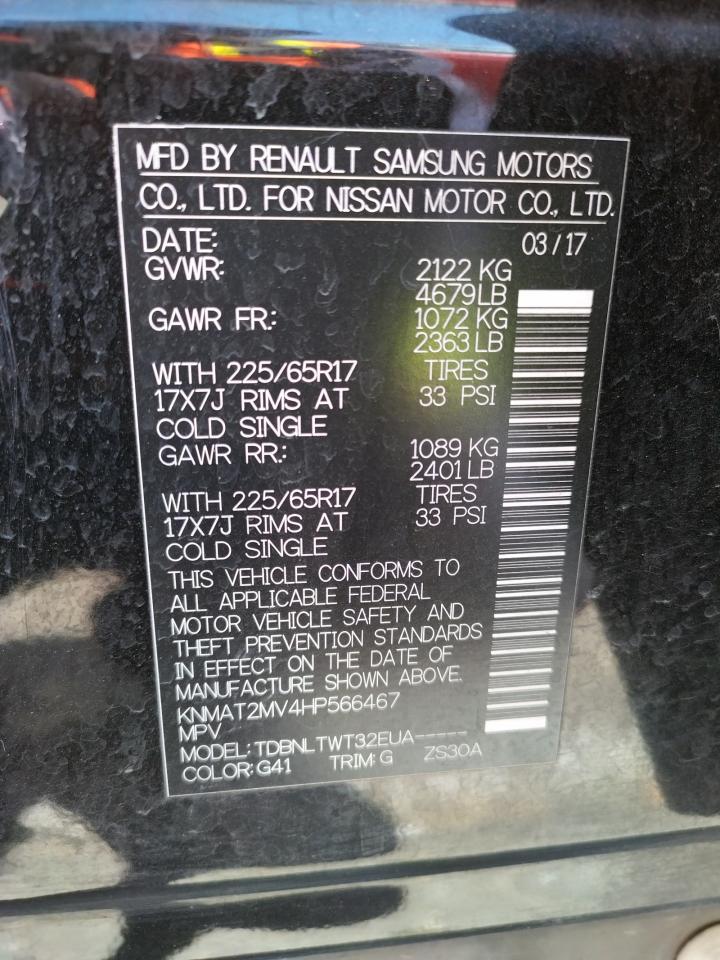 MFD BY RENAULT SAMSUNG MOTORS
CO., LTD. FOR NISSAN MOTOR CO., LTD.
DATE: 03/17
GVWR: 2122 KG
4679 LB
GAWR FR.: 1072 KG
2363 LB
WITH 225/65R17 TIRES
17X7J RIMS AT 33 PSI
COLD SINGLE
GAWR RR.: 1089 KG
2401 LB
WITH 225/65R17 TIRES
17X7J RIMS AT 33 PSI
COLD SINGLE
THIS VEHICLE CONFORMS TO
ALL APPLICABLE FEDERAL
MOTOR VEHICLE SAFETY AND
THEFT PREVENTION STANDARDS
IN EFFECT ON THE DATE OF
MANUFACTURE SHOWN ABOVE.
KNMAT2MV4HP566467
MPV
MODEL: TDBNLTWT32EUA-----
COLOR: G41 TRIM: G ZS30A